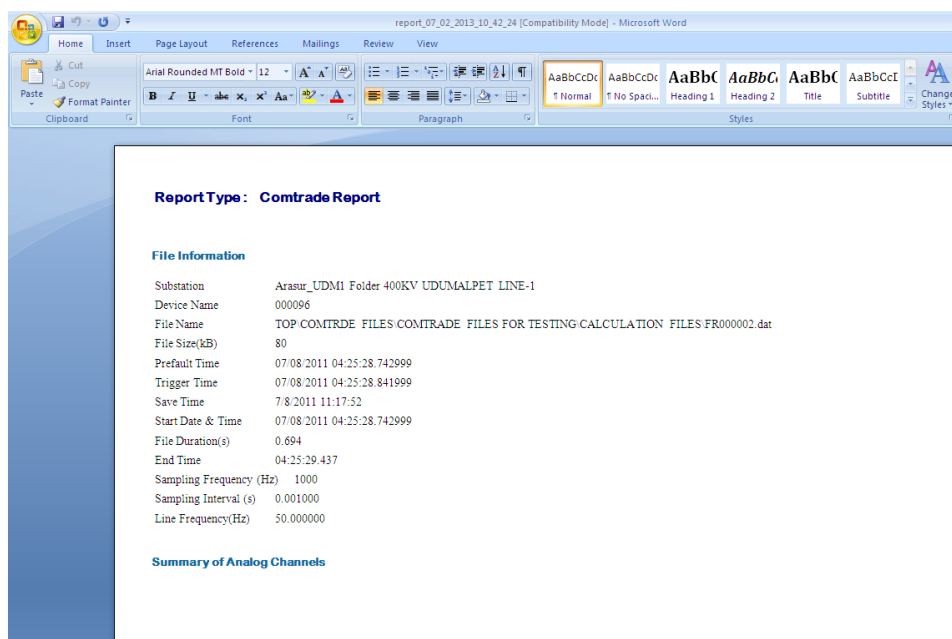 report_07_02_2013_10_42_24 [Compatibility Mode] - Microsoft Word
Home Insert Page Layout References Mailings Review View
Cut
Copy
Paste
Format Painter
Clipboard
Arial Rounded MT Bold 12
B I U abe x₂ x² Aa
Font
Paragraph
AaBbCcDc AaBbCcDc AaBbC AaBbC AaBbC AaBbCcI
¶ Normal ¶ No Spaci... Heading 1 Heading 2 Title Subtitle
Change
Styles
Styles
Report Type : Comtrade Report
File Information
Substation Arasur_UDM1 Folder 400KV UDUMALPET LINE-1
Device Name 000096
File Name TOP\COMTRDE FILES\COMTRADE FILES FOR TESTING\CALCULATION FILES\FR000002.dat
File Size(kB) 80
Prefault Time 07/08/2011 04:25:28.742999
Trigger Time 07/08/2011 04:25:28.841999
Save Time 7/8/2011 11:17:52
Start Date & Time 07/08/2011 04:25:28.742999
File Duration(s) 0.694
End Time 04:25:29.437
Sampling Frequency (Hz) 1000
Sampling Interval (s) 0.001000
Line Frequency(Hz) 50.000000
Summary of Analog Channels